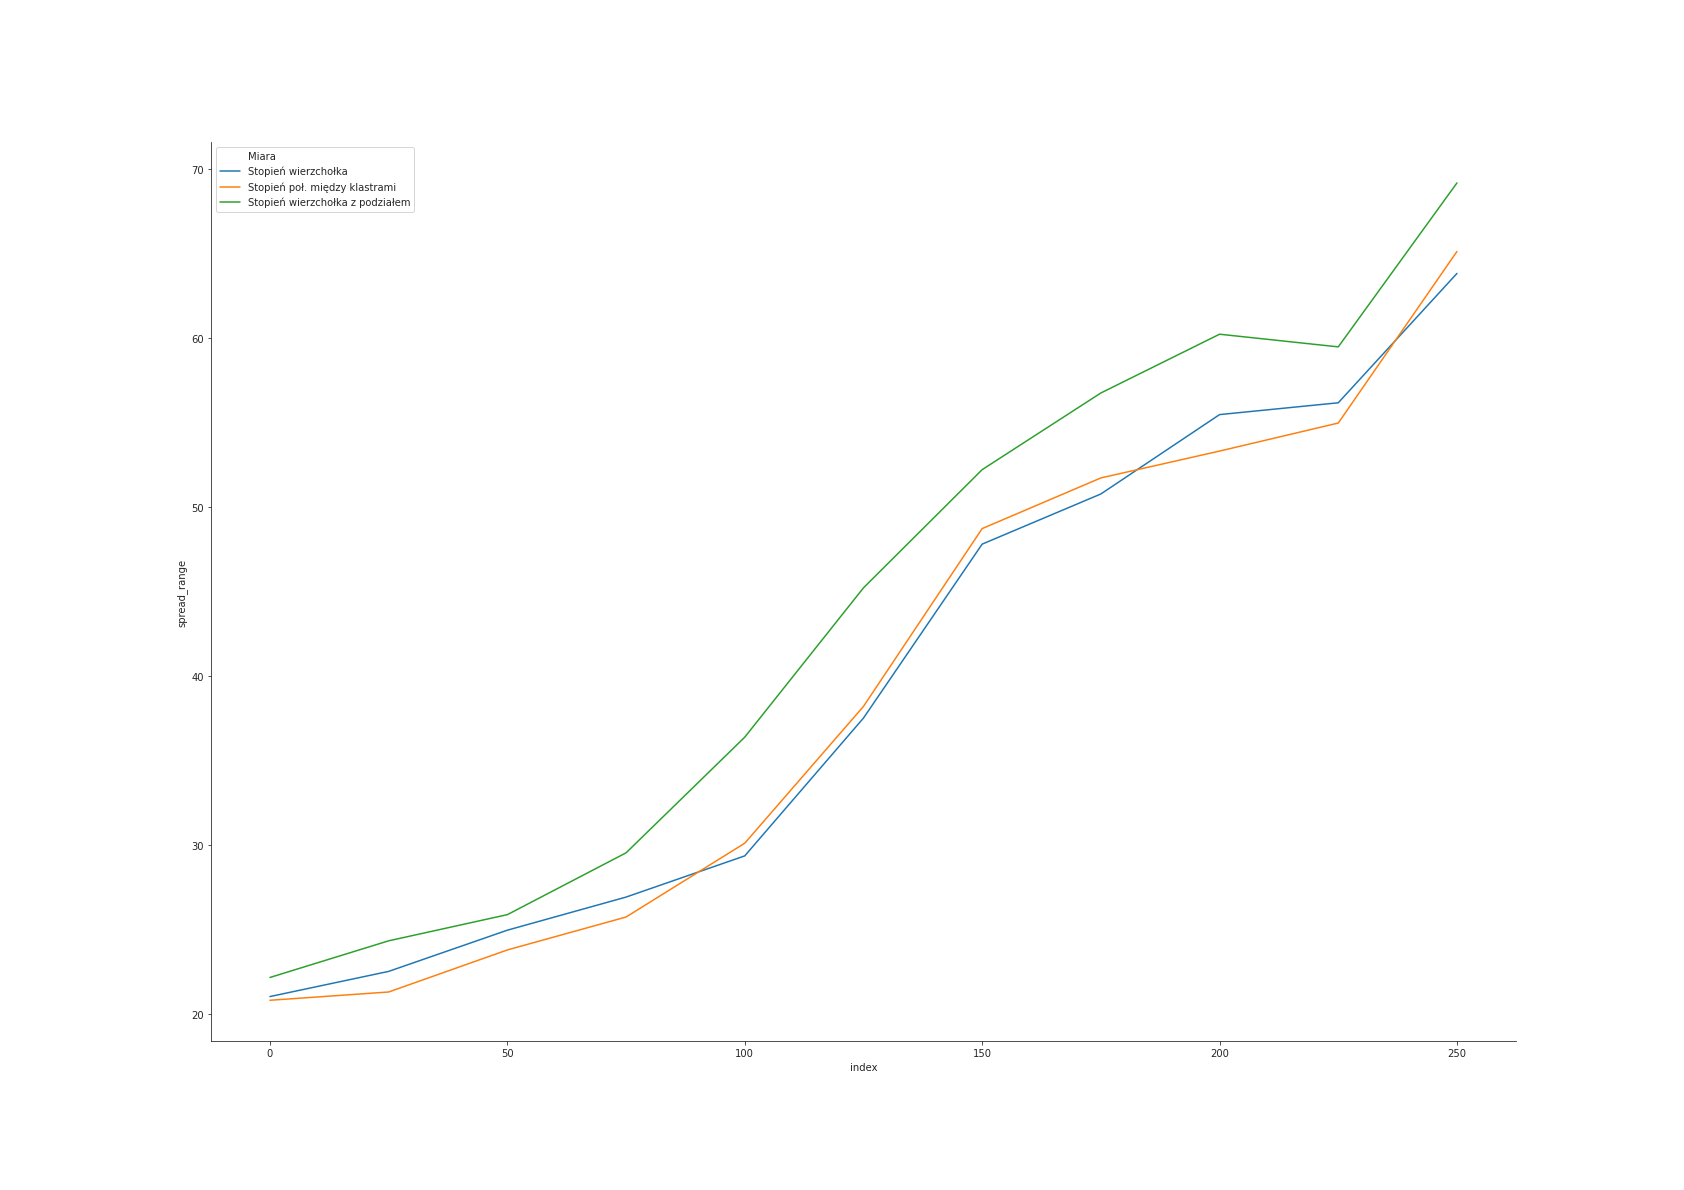 Miara
Stopień wierzchołka
Stopień poł. między klastrami
Stopień wierzchołka z podziałem
70
60
50
40
30
20
spread_range
0 50 100 150 200 250
index